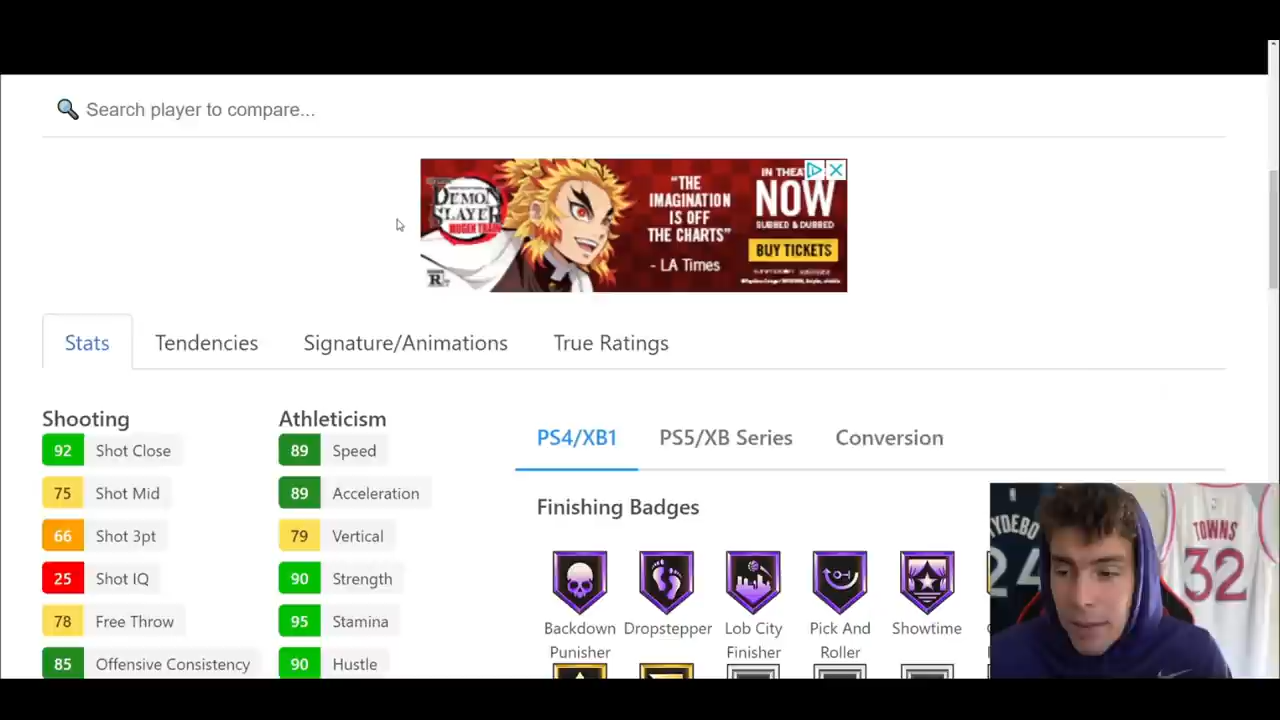 Search player to compare...
DEMON
SLAYER
MUGEN TRAIN
R
"THE
IMAGINATION
IS OFF
THE CHARTS"
- LA Times
IN THEA
NOW
SUBBED & DUBBED
BUY TICKETS
Stats
Tendencies
Signature/Animations
True Ratings
Shooting
92 Shot Close
75 Shot Mid
66 Shot 3pt
25 Shot IQ
78 Free Throw
85 Offensive Consistency
Athleticism
89 Speed
89 Acceleration
79 Vertical
90 Strength
95 Stamina
90 Hustle
PS4/XB1
PS5/XB Series
Conversion
Finishing Badges
Backdown
Punisher
Dropstepper
Lob City
Finisher
Pick And
Roller
Showtime
24
TOWNS
32